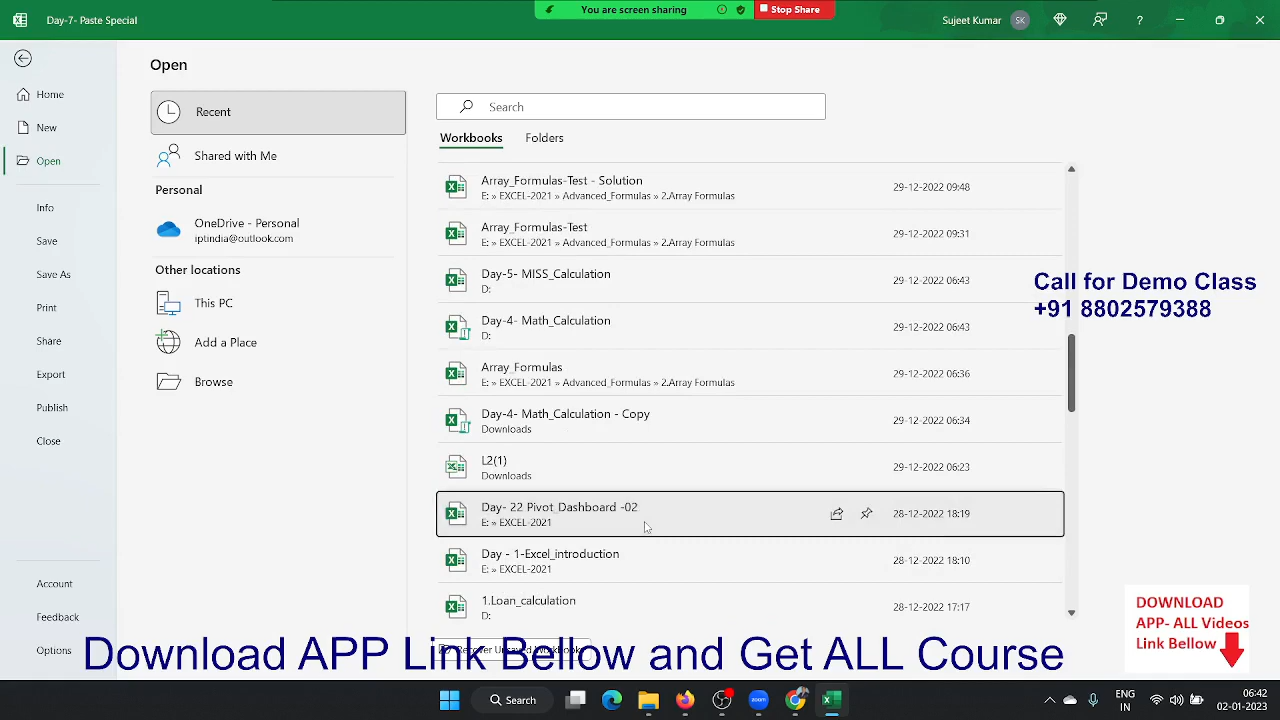 Day-7- Paste Special
You are screen sharing
Stop Share
Sujeet Kumar
SK
?
Open
Home
New
Open
Info
Save
Save As
Print
Share
Export
Publish
Close
Account
Feedback
Options
Recent
Shared with Me
Personal
OneDrive - Personal
iptindia@outlook.com
Other locations
This PC
Add a Place
Browse
Search
Workbooks Folders
Array_Formulas-Test - Solution 29-12-2022 09:48
E: » EXCEL-2021 » Advanced_Formulas » 2.Array Formulas
Array_Formulas-Test 29-12-2022 09:31
E: » EXCEL-2021 » Advanced_Formulas » 2.Array Formulas
Day-5- MISS_Calculation 29-12-2022 06:43
D:
Day-4- Math_Calculation 29-12-2022 06:43
D:
Array_Formulas 29-12-2022 06:36
E: » EXCEL-2021 » Advanced_Formulas » 2.Array Formulas
Day-4- Math_Calculation - Copy 29-12-2022 06:34
Downloads
L2(1) 29-12-2022 06:23
Downloads
Day- 22 Pivot_Dashboard -02 28-12-2022 18:19
E: » EXCEL-2021
Day - 1-Excel_introduction 28-12-2022 18:10
E: » EXCEL-2021
1.Loan_calculation 28-12-2022 17:17
D:
Recover Unsaved Workbooks
Call for Demo Class
+91 8802579388
DOWNLOAD
APP- ALL Videos
Link Bellow
Download APP Link Bellow and Get ALL Course
Search
zoom
ENG
IN
06:42
02-01-2023